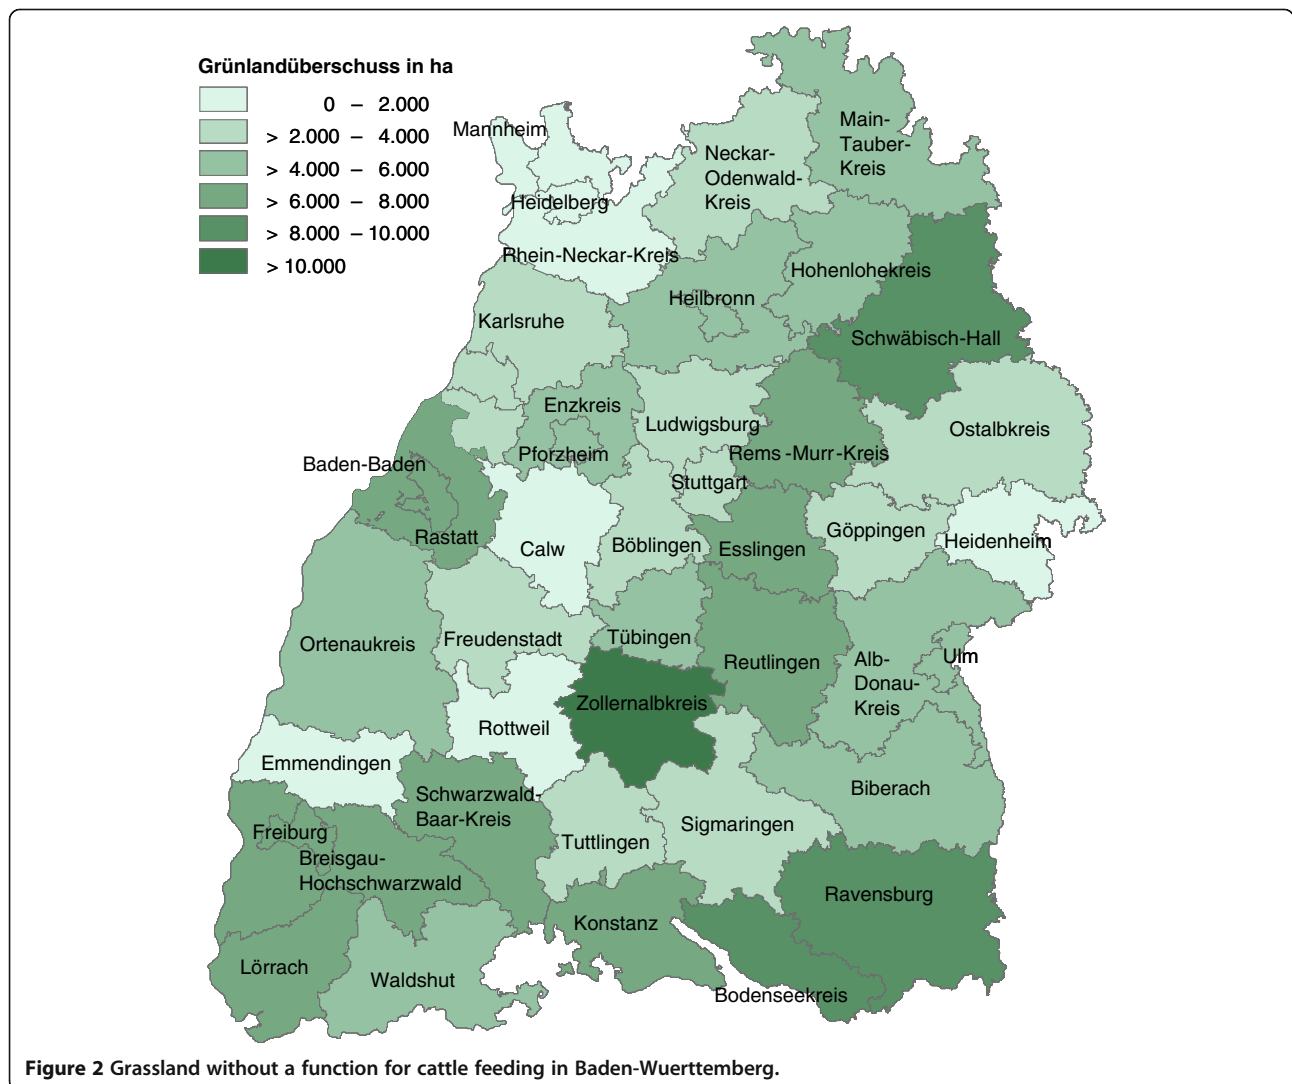 Grünlandüberschuss in ha
0 – 2.000
> 2.000 – 4.000
> 4.000 – 6.000
> 6.000 – 8.000
> 8.000 – 10.000
> 10.000
Mannheim
Heidelberg
Rhein-Neckar-Kreis
Neckar-
Odenwald-
Kreis
Main-
Tauber-
Kreis
Hohenlohekreis
Heilbronn
Karlsruhe
Schwäbisch-Hall
Enzkreis
Pforzheim
Ludwigsburg
Rems -Murr -Kreis
Ostalbkreis
Baden-Baden
Rastatt
Stuttgart
Calw
Böblingen
Esslingen
Göppingen
Heidenheim
Ortenaukreis
Freudenstadt
Tübingen
Reutlingen
Alb-
Donau-
Kreis
Ulm
Zollernalbkreis
Rottweil
Emmendingen
Schwarzwald-
Baar-Kreis
Biberach
Freiburg
Breisgau-
Hochschwarzwald
Tuttlingen
Sigmaringen
Ravensburg
Konstanz
Lörrach
Waldshut
Bodenseekreis
Figure 2 Grassland without a function for cattle feeding in Baden-Wuerttemberg.